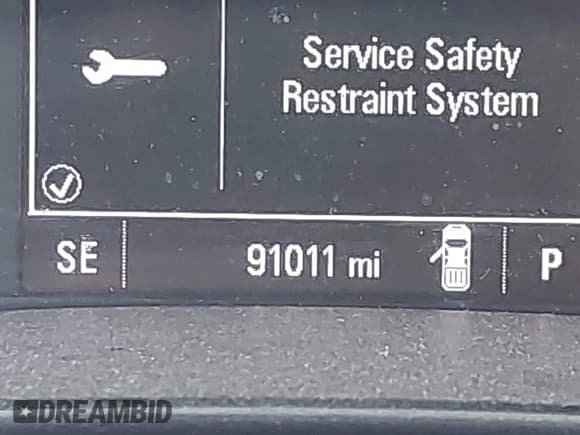 Service Safety
Restraint System
SE 91011 mi P
DREAMBID